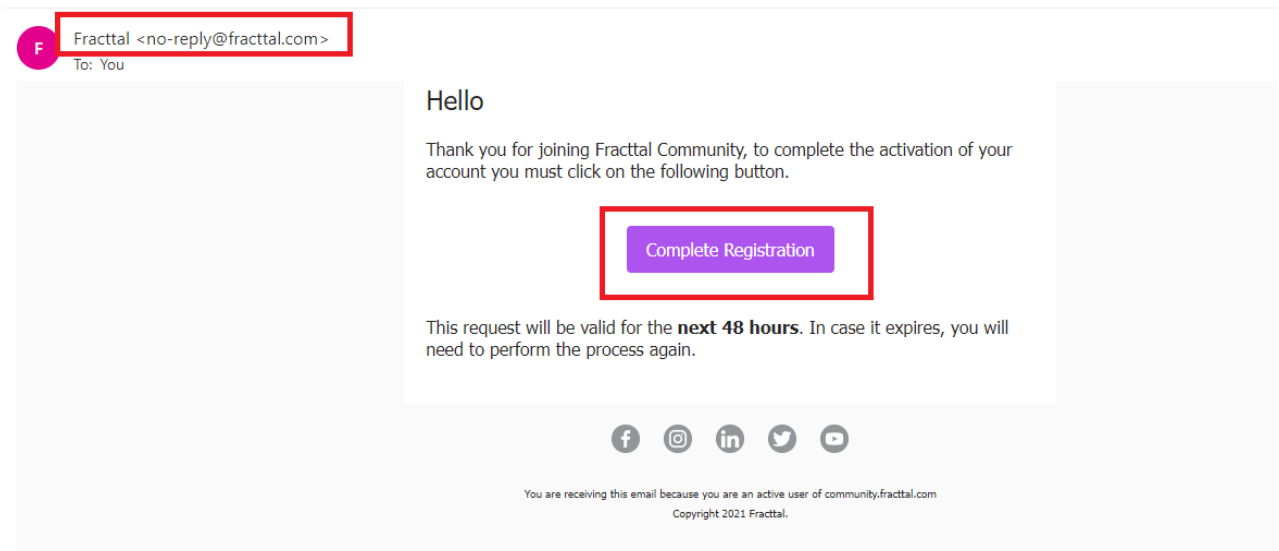 F
Fracttal <no-reply@fracttal.com>
To: You
Hello
Thank you for joining Fracttal Community, to complete the activation of your
account you must click on the following button.
Complete Registration
This request will be valid for the next 48 hours. In case it expires, you will
need to perform the process again.
You are receiving this email because you are an active user of community.fracttal.com
Copyright 2021 Fracttal.